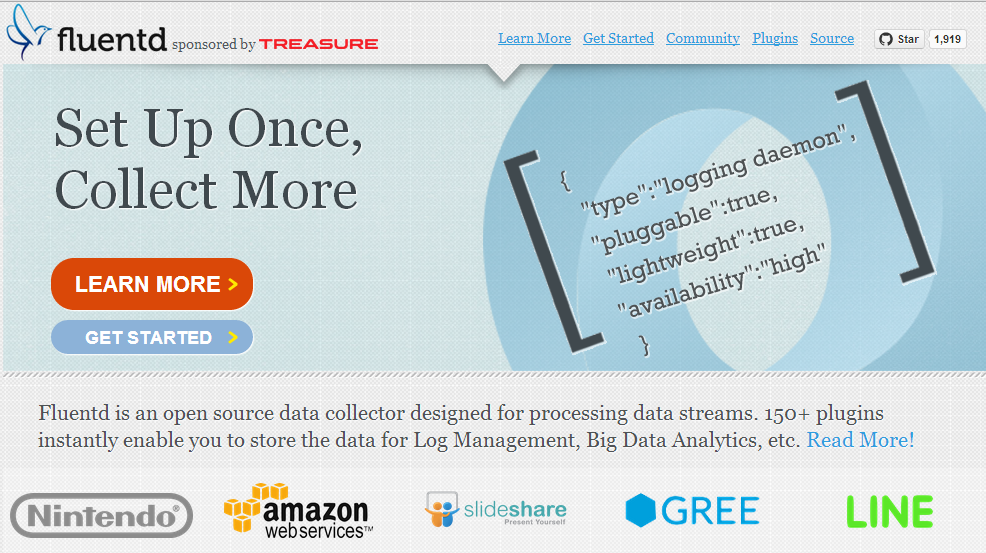 fluentd sponsored by TREASURE
Learn More Get Started Community Plugins Source Star 1,919
Set Up Once,
Collect More
LEARN MORE >
GET STARTED >
[
{
"type":"logging daemon",
"pluggable":true,
"lightweight":true,
"availability":"high"
}
]
Fluentd is an open source data collector designed for processing data streams. 150+ plugins
instantly enable you to store the data for Log Management, Big Data Analytics, etc. Read More!
Nintendo®
amazon
webservices™
slideshare
Present Yourself
GREE
LINE